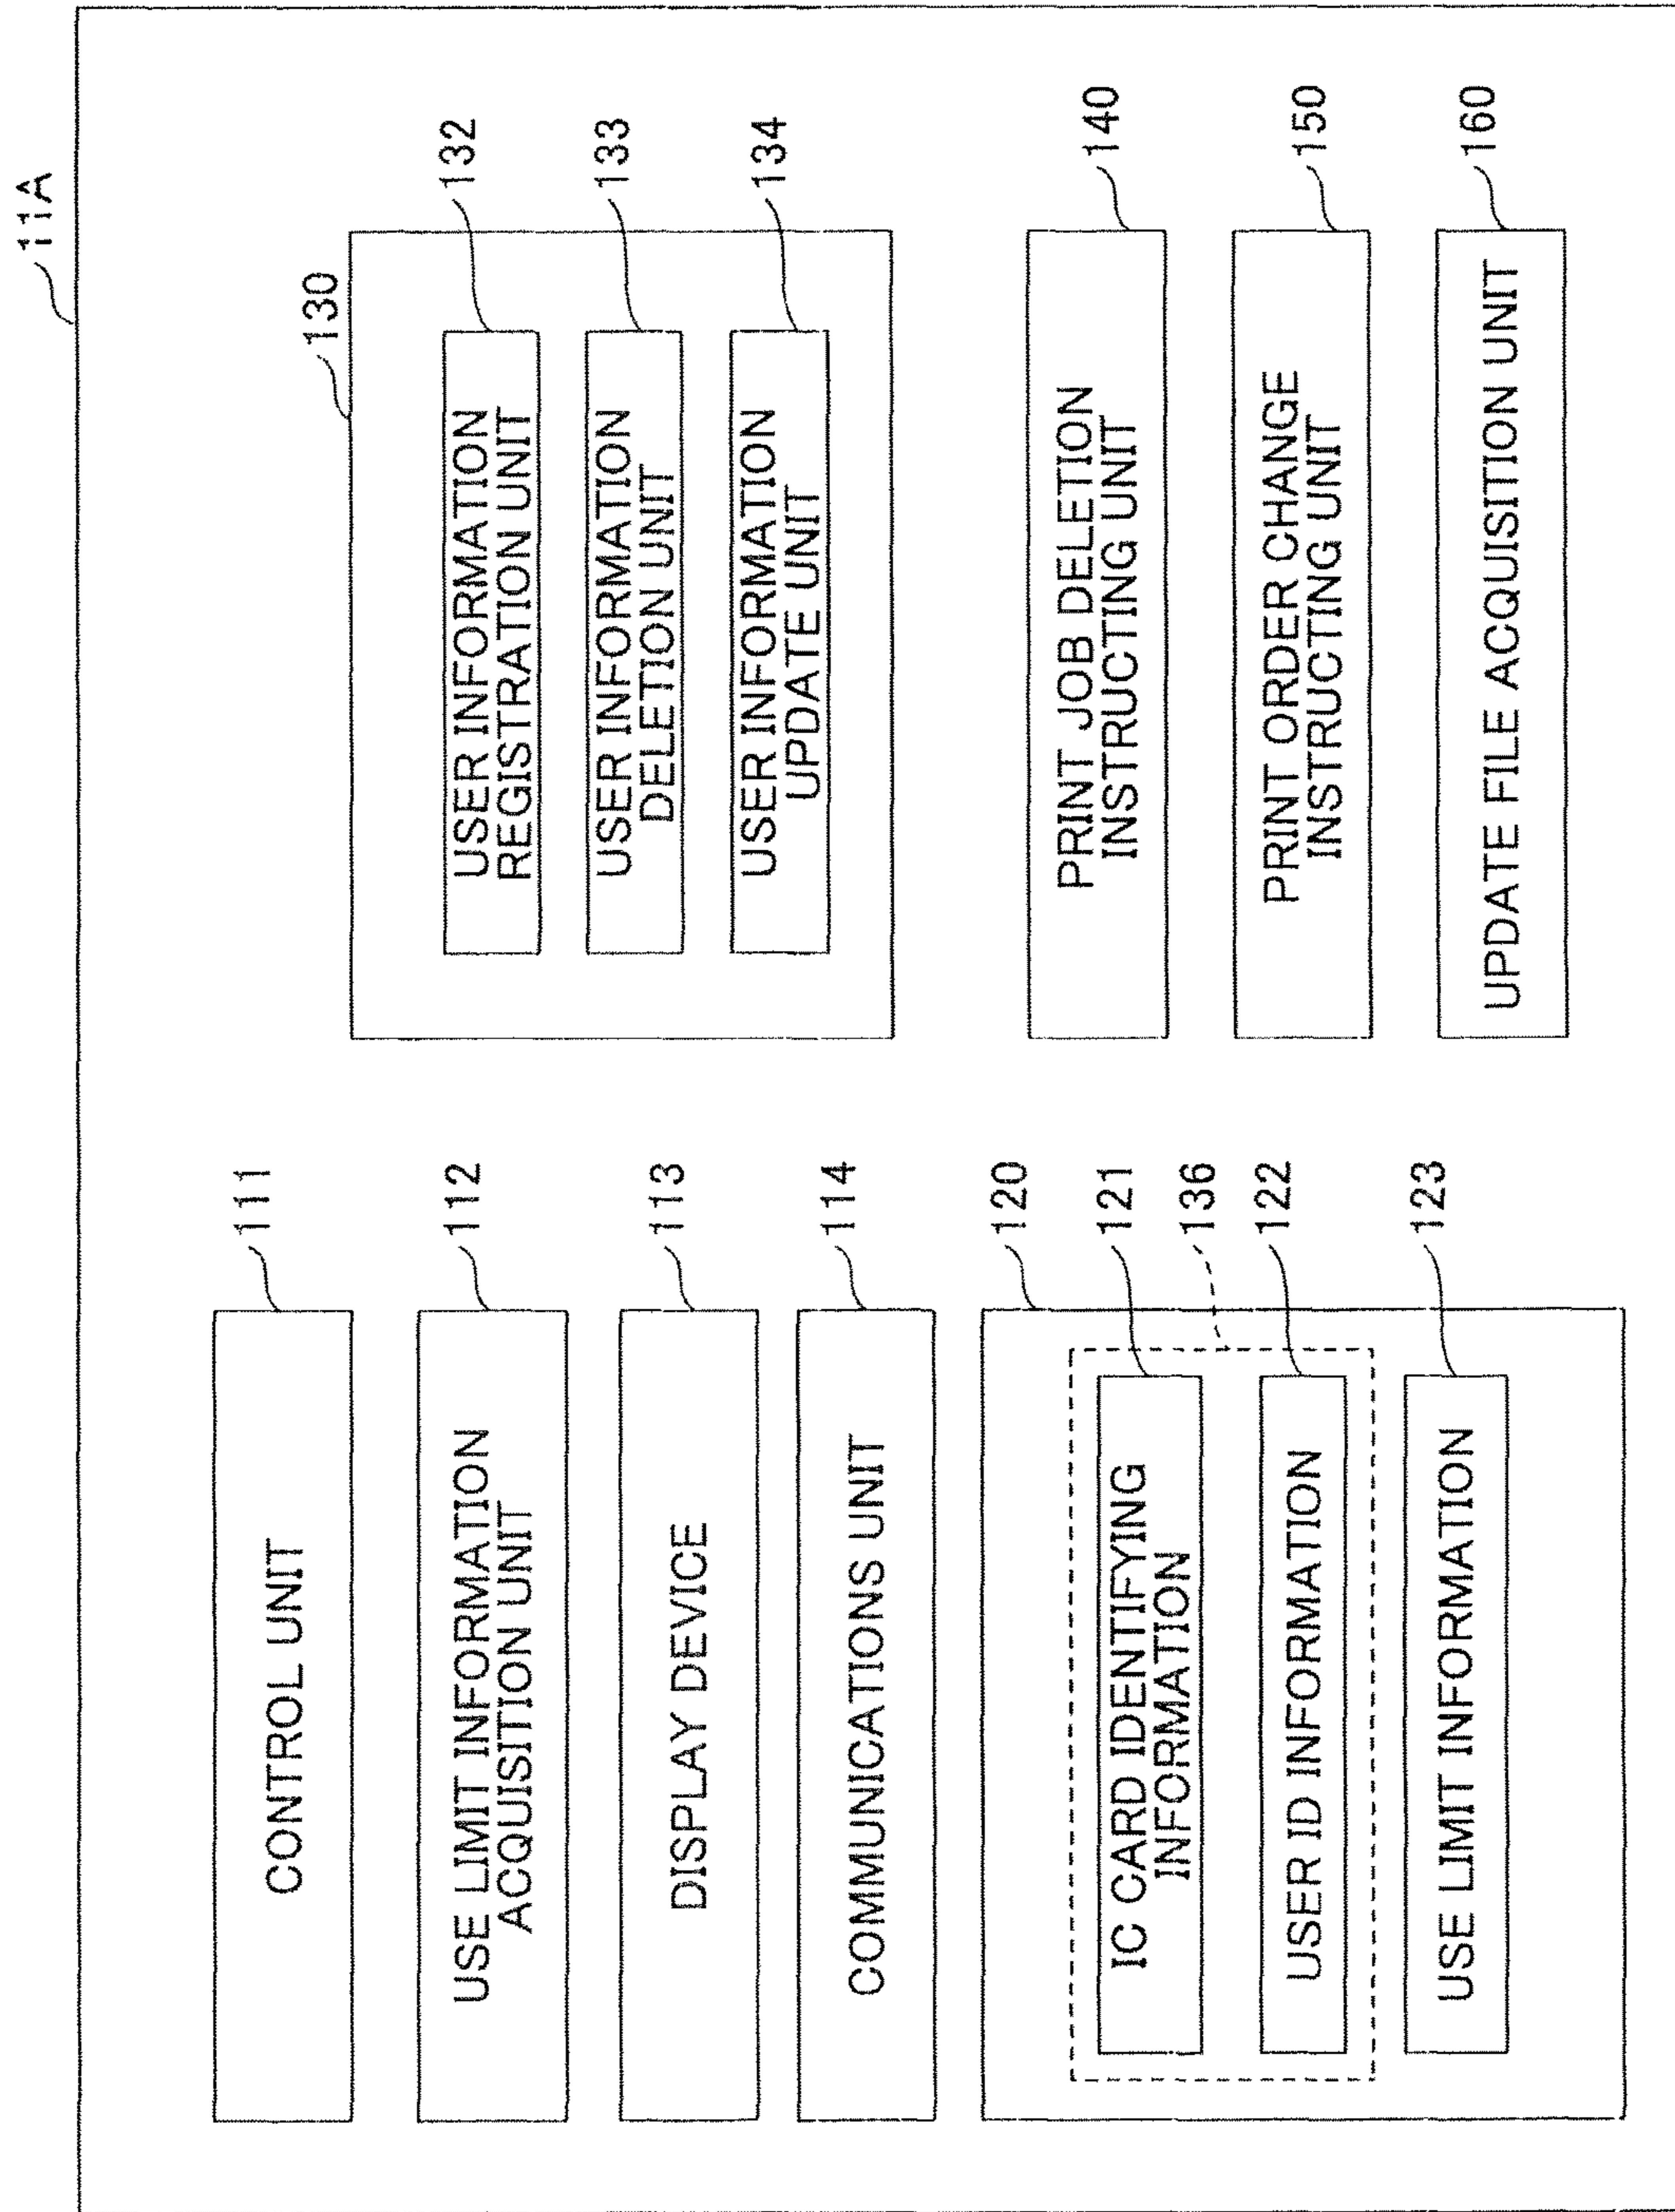 11A
111
CONTROL UNIT
112
USE LIMIT INFORMATION
ACQUISITION UNIT
113
DISPLAY DEVICE
114
COMMUNICATIONS UNIT
120
121
IC CARD IDENTIFYING
INFORMATION
136
122
USER ID INFORMATION
123
USE LIMIT INFORMATION
130
132
USER INFORMATION
REGISTRATION UNIT
133
USER INFORMATION
DELETION UNIT
134
USER INFORMATION
UPDATE UNIT
140
PRINT JOB DELETION
INSTRUCTING UNIT
150
PRINT ORDER CHANGE
INSTRUCTING UNIT
160
UPDATE FILE ACQUISITION UNIT